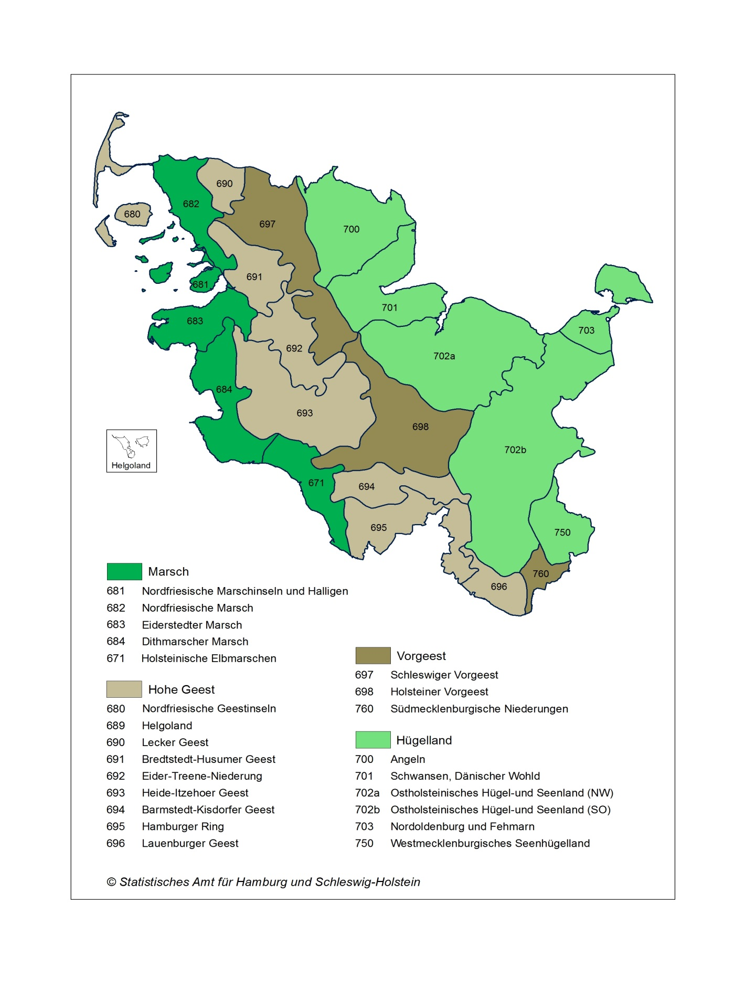 690
682
680
697
700
691
681
701
683
703
692
702a
684
693
698
702b
Helgoland
671
694
695
750
760
696
Marsch
681 Nordfriesische Marschinseln und Halligen
682 Nordfriesische Marsch
683 Eiderstedter Marsch
684 Dithmarscher Marsch
671 Holsteinische Elbmarschen
Hohe Geest
680 Nordfriesische Geestinseln
689 Helgoland
690 Lecker Geest
691 Bredtstedt-Husumer Geest
692 Eider-Treene-Niederung
693 Heide-Itzehoer Geest
694 Barmstedt-Kisdorfer Geest
695 Hamburger Ring
696 Lauenburger Geest
Vorgeest
697 Schleswiger Vorgeest
698 Holsteiner Vorgeest
760 Südmecklenburgische Niederungen
Hügelland
700 Angeln
701 Schwansen, Dänischer Wohld
702a Ostholsteinisches Hügel-und Seenland (NW)
702b Ostholsteinisches Hügel-und Seenland (SO)
703 Nordoldenburg und Fehmarn
750 Westmecklenburgisches Seenhügelland
© Statistisches Amt für Hamburg und Schleswig-Holstein